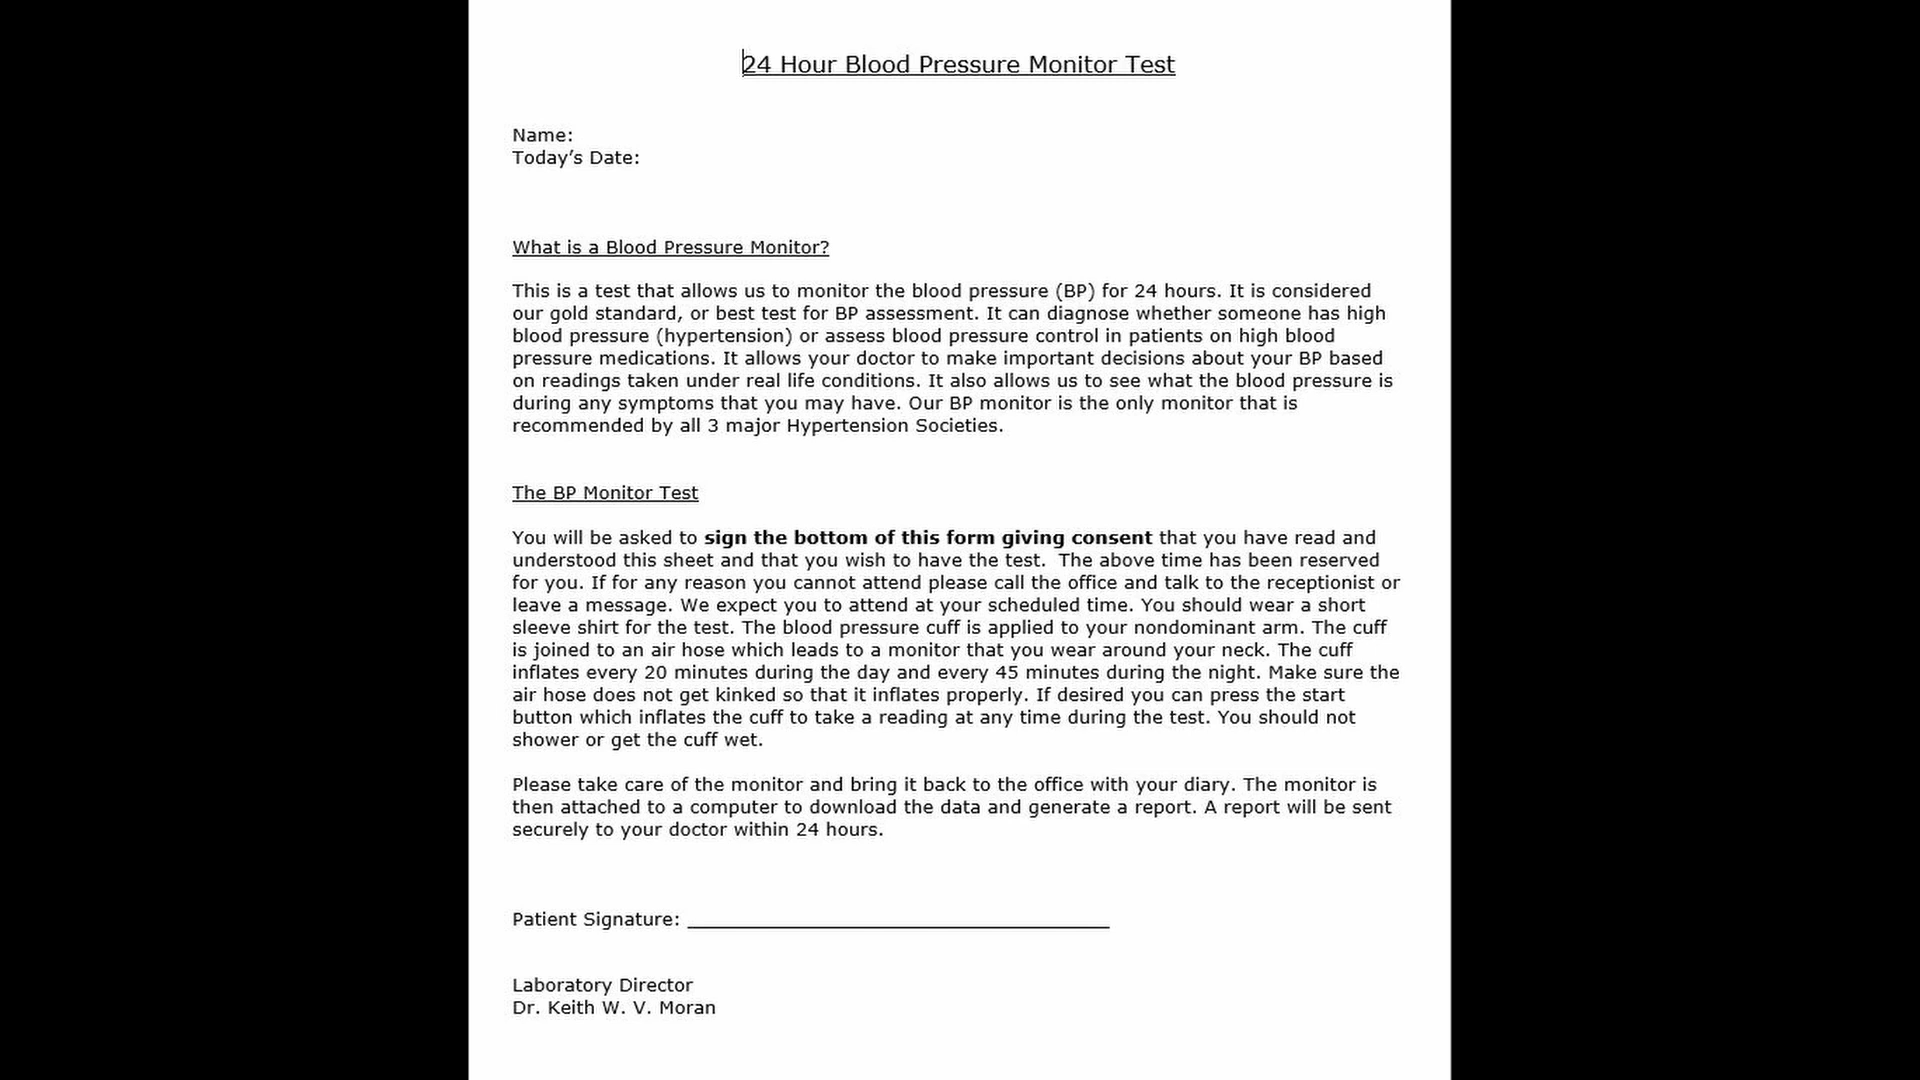 24 Hour Blood Pressure Monitor Test
Name:
Today’s Date:
What is a Blood Pressure Monitor?
This is a test that allows us to monitor the blood pressure (BP) for 24 hours. It is considered
our gold standard, or best test for BP assessment. It can diagnose whether someone has high
blood pressure (hypertension) or assess blood pressure control in patients on high blood
pressure medications. It allows your doctor to make important decisions about your BP based
on readings taken under real life conditions. It also allows us to see what the blood pressure is
during any symptoms that you may have. Our BP monitor is the only monitor that is
recommended by all 3 major Hypertension Societies.
The BP Monitor Test
You will be asked to sign the bottom of this form giving consent that you have read and
understood this sheet and that you wish to have the test.  The above time has been reserved
for you. If for any reason you cannot attend please call the office and talk to the receptionist or
leave a message. We expect you to attend at your scheduled time. You should wear a short
sleeve shirt for the test. The blood pressure cuff is applied to your nondominant arm. The cuff
is joined to an air hose which leads to a monitor that you wear around your neck. The cuff
inflates every 20 minutes during the day and every 45 minutes during the night. Make sure the
air hose does not get kinked so that it inflates properly. If desired you can press the start
button which inflates the cuff to take a reading at any time during the test. You should not
shower or get the cuff wet.
Please take care of the monitor and bring it back to the office with your diary. The monitor is
then attached to a computer to download the data and generate a report. A report will be sent
securely to your doctor within 24 hours.
Patient Signature: ________________________________________
Laboratory Director
Dr. Keith W. V. Moran